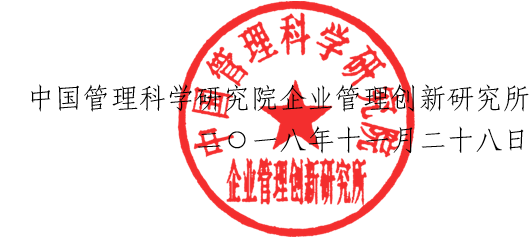 中国管理科学研究院
中国管理科学研究院企业管理创新研究所
二〇一八年十一月二十八日
企业管理创新研究所